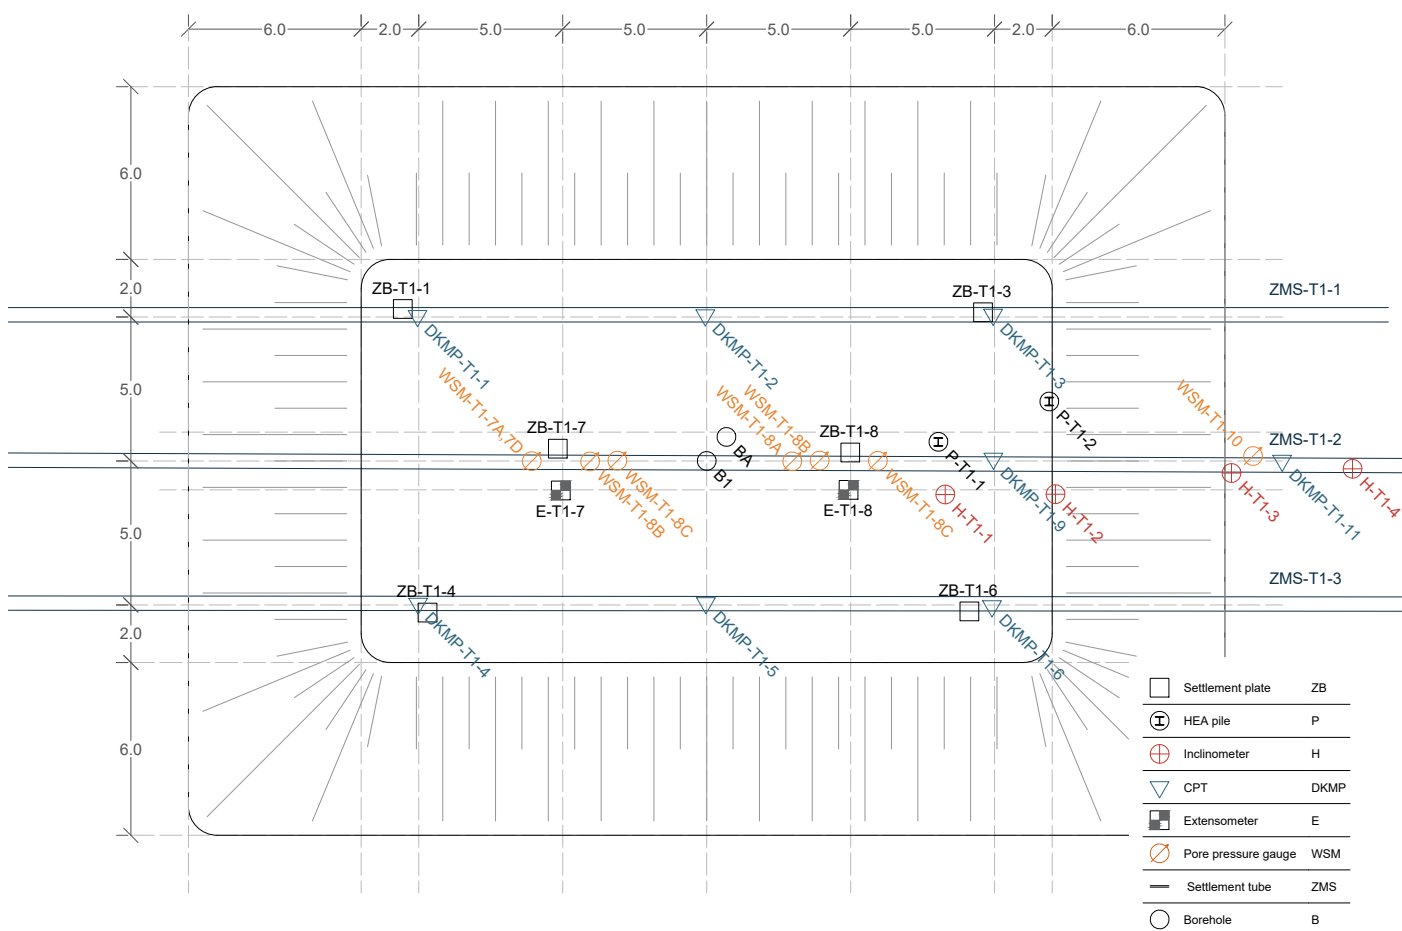 6.0 2.0 5.0 5.0 5.0 5.0 2.0 6.0
6.0
2.0
5.0
5.0
2.0
6.0
ZB-T1-1
ZB-T1-3
ZMS-T1-1
DKMP-T1-1
DKMP-T1-2
DKMP-T1-3
WSM-T1-7A,7D
ZB-T1-7
WSM-T1-8A
WSM-T1-8B
BA
B1
ZB-T1-8
P-T1-1
P-T1-2
WSM-T1-10
ZMS-T1-2
E-T1-7
WSM-T1-8B
WSM-T1-8C
E-T1-8
WSM-T1-8C
H-T1-1
DKMP-T1-9
H-T1-2
H-T1-3
DKMP-T1-11
H-T1-4
ZMS-T1-3
ZB-T1-4
ZB-T1-6
DKMP-T1-4
DKMP-T1-5
DKMP-T1-6
Settlement plate ZB
HEA pile P
Inclinometer H
CPT DKMP
Extensometer E
Pore pressure gauge WSM
Settlement tube ZMS
Borehole B